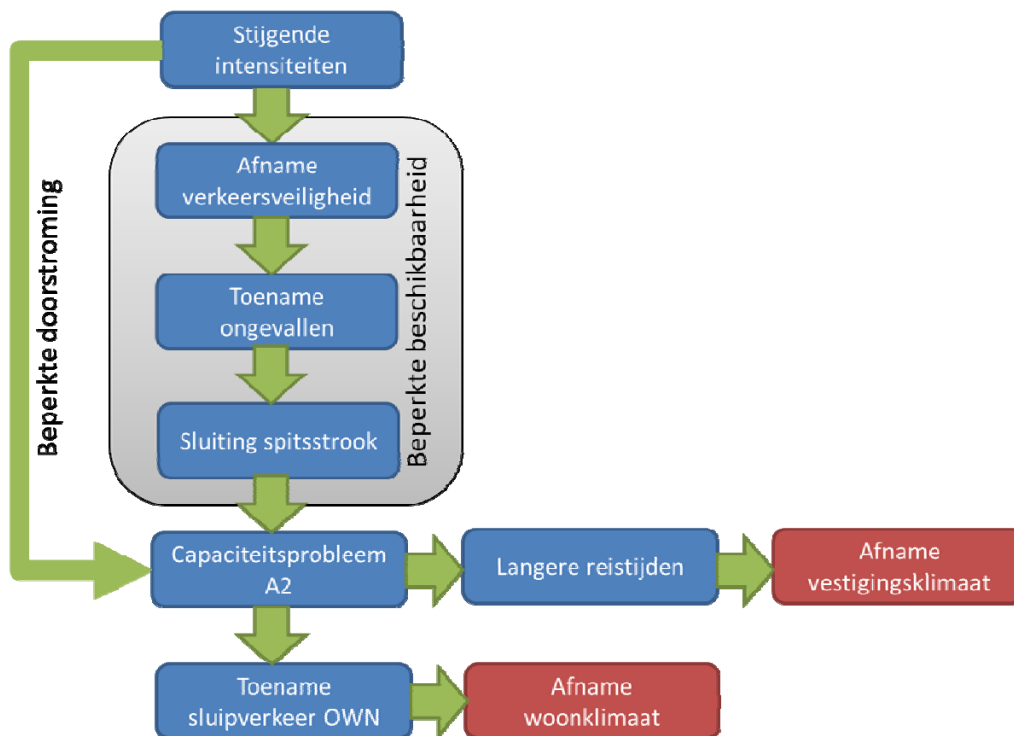 Stijgende
intensiteiten
Beperkte doorstroming
Afname
verkeersveiligheid
Toename
ongevallen
Sluiting spitsstrook
Beperkte beschikbaarheid
Capaciteitsprobleem
A2
Langere reistijden
Afname
vestigingsklimaat
Toename
sluipverkeer OWN
Afname
woonklimaat